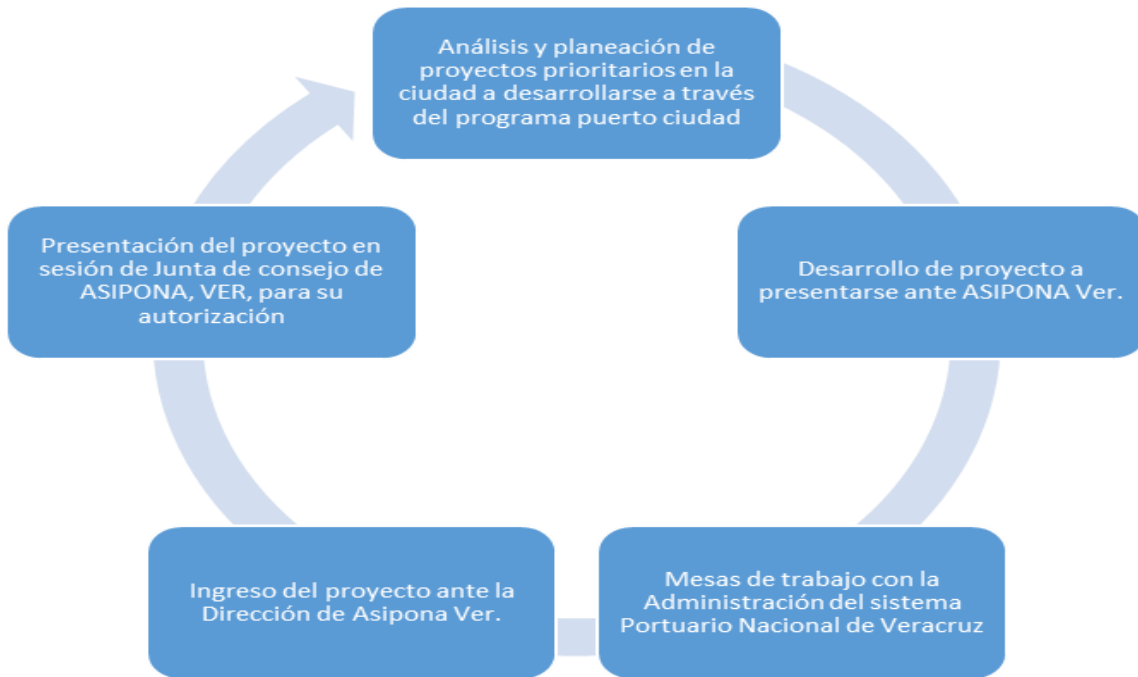 Análisis y planeación de
proyectos prioritarios en la
ciudad a desarrollarse a través
del programa puerto ciudad
Desarrollo de proyecto a
presentarse ante ASIPONA Ver.
Mesas de trabajo con la
Administración del sistema
Portuario Nacional de Veracruz
Ingreso del proyecto ante la
Dirección de Asipona Ver.
Presentación del proyecto en
sesión de Junta de consejo de
ASIPONA, VER, para su
autorización